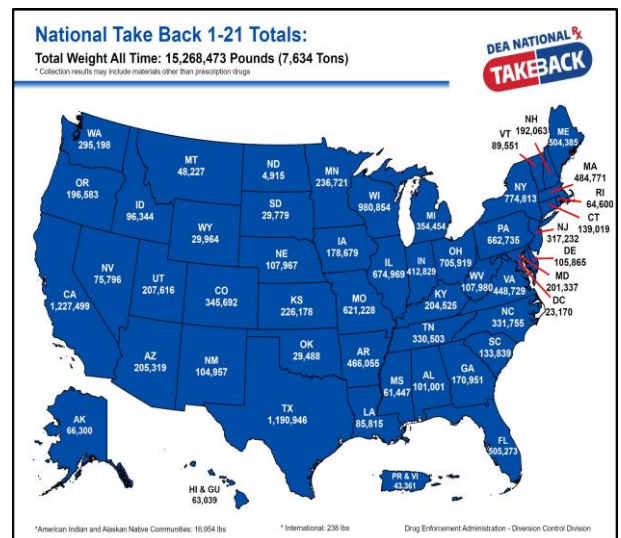 National Take Back 1-21 Totals:
Total Weight All Time: 15,268,473 Pounds (7,634 Tons)
* Collection results may include materials other than prescription drugs
DEA NATIONAL Rx
TAKEBACK
WA
295,198
OR
196,583
CA
1,227,499
ID
96,344
NV
75,796
MT
48,227
WY
29,964
UT
207,616
AZ
205,319
CO
345,692
NM
104,957
ND
4,915
SD
29,779
NE
107,967
KS
226,178
OK
29,488
TX
1,190,946
MN
236,721
IA
178,679
MO
621,228
AR
466,055
LA
85,815
WI
980,854
IL
674,969
MI
354,454
IN
412,829
OH
705,919
KY
204,525
TN
330,503
MS
61,447
AL
101,001
GA
170,951
FL
505,273
SC
133,839
NC
331,755
VA
448,729
WV
107,980
PA
662,735
NY
774,813
VT
89,551
NH
192,063
ME
504,385
MA
484,771
RI
64,600
CT
139,019
NJ
317,232
DE
105,865
MD
201,337
DC
23,170
AK
66,300
HI & GU
63,039
PR & VI
43,361
*American Indian and Alaskan Native Communities: 16,954 lbs
* International: 238 lbs
Drug Enforcement Administration - Diversion Control Division